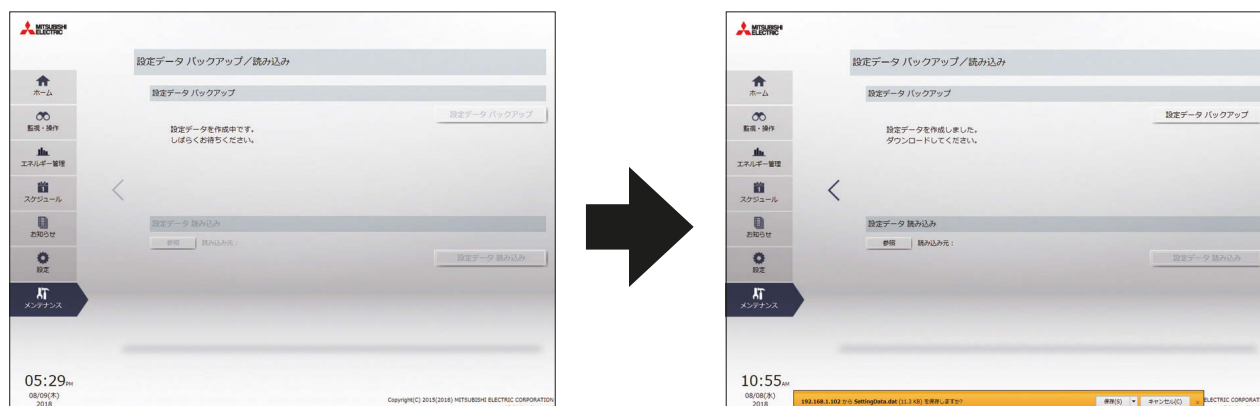 MITSUBISHI
ELECTRIC
設定データ バックアップ／読み込み
ホーム
監視・操作
エネルギー管理
スケジュール
お知らせ
設定
メンテナンス
設定データ バックアップ
設定データ バックアップ
設定データを作成中です。
しばらくお待ちください。
設定データ 読み込み
参照 読み込み元：
設定データ 読み込み
05:29PM
08/09(木)
2018
Copyright(C) 2015(2016) MITSUBISHI ELECTRIC CORPORATION
MITSUBISHI
ELECTRIC
設定データ バックアップ／読み込み
ホーム
監視・操作
エネルギー管理
スケジュール
お知らせ
設定
メンテナンス
設定データ バックアップ
設定データ バックアップ
設定データを作成しました。
ダウンロードしてください。
設定データ 読み込み
参照 読み込み元：
設定データ 読み込み
10:55AM
08/08(水)
2018
192.168.1.102 から SettingData.dat (11.3 KB) を保存しますか?
保存(S) キャンセル(C) ×
ELECTRIC CORPORAT